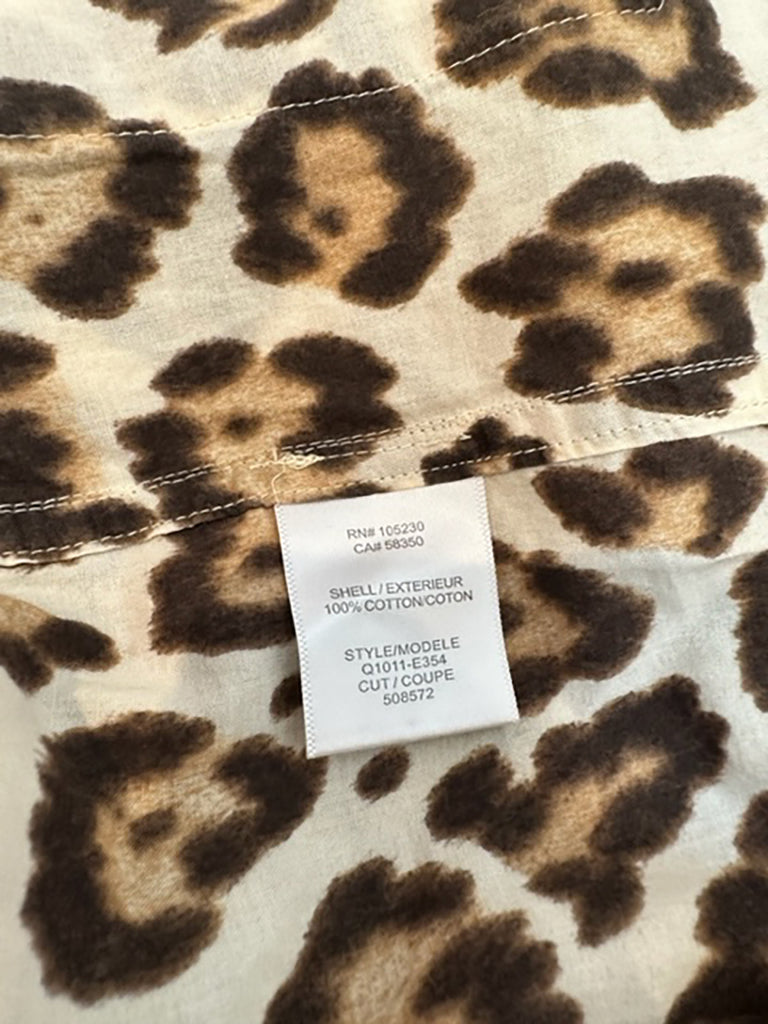 RN# 105230
CA# 58350
SHELL / EXTERIEUR
100% COTTON/COTON
STYLE/MODELE
Q1011-E354
CUT / COUPE
508572